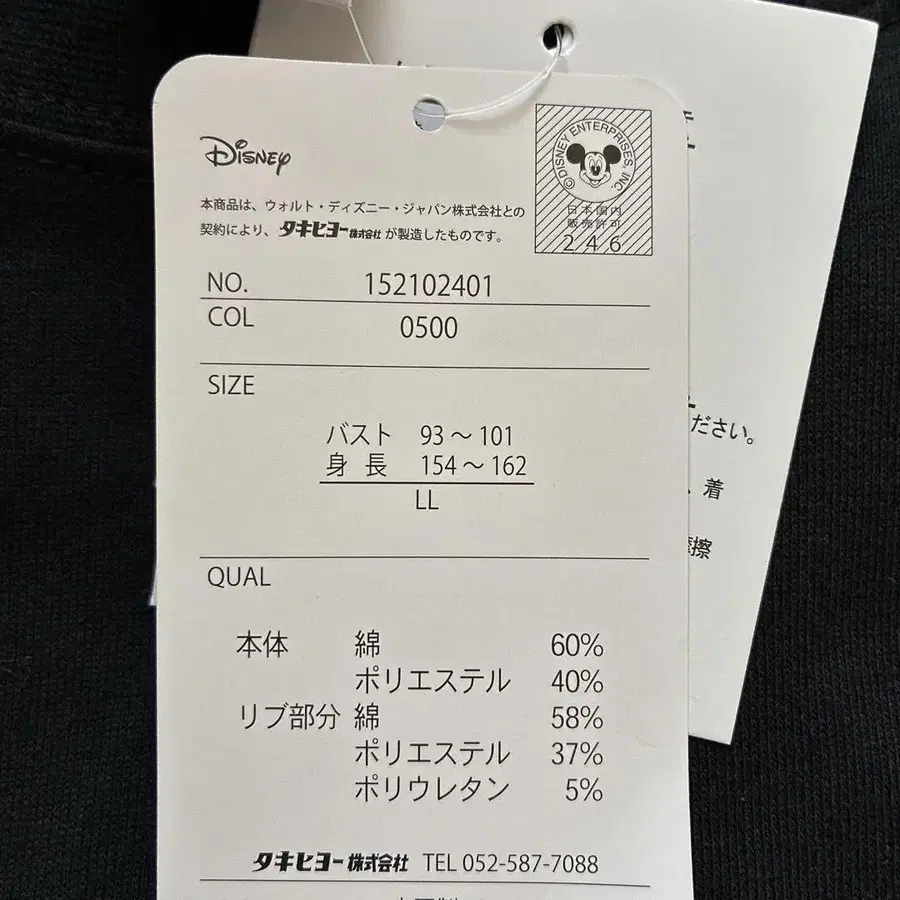 Disney
本商品は、ウォルト・ディズニー・ジャパン株式会社との
契約により、タキヒヨー株式会社が製造したものです。
©DISNEY ENTERPRISES, INC.
日本国内
販売許可
246
NO. 152102401
COL 0500
SIZE
バスト 93～101
身長 154～162
LL
QUAL
本体 綿 60%
ポリエステル 40%
リブ部分 綿 58%
ポリエステル 37%
ポリウレタン 5%
タキヒヨー株式会社 TEL 052-587-7088
ださい。
、着
擦